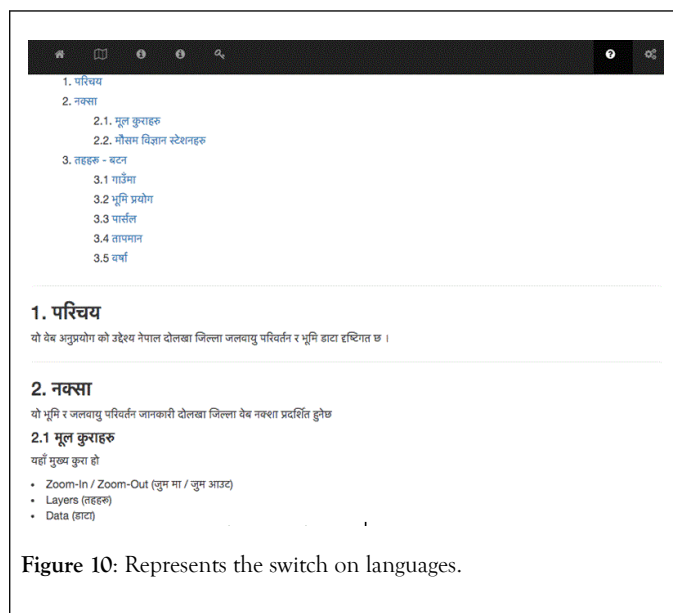 1. परिचय
2. नक्सा
2.1. मूल कुराहरु
2.2. मौसम विज्ञान स्टेशनहरु
3. तहहरू - बटन
3.1 गाउँमा
3.2 भूमि प्रयोग
3.3 पार्सल
3.4 तापमान
3.5 वर्षा
1. परिचय
यो वेब अनुप्रयोग को उद्देश्य नेपाल दोलखा जिल्ला जलवायु परिवर्तन र भूमि डाटा दृष्टिगत छ ।
2. नक्सा
यो भूमि र जलवायु परिवर्तन जानकारी दोलखा जिल्ला वेब नक्शा प्रदर्शित हुनेछ
2.1 मूल कुराहरु
यहाँ मुख्य कुरा हो
• Zoom-In / Zoom-Out (जुम मा / जुम आउट)
• Layers (तहहरू)
• Data (डाटा)
Figure 10: Represents the switch on languages.